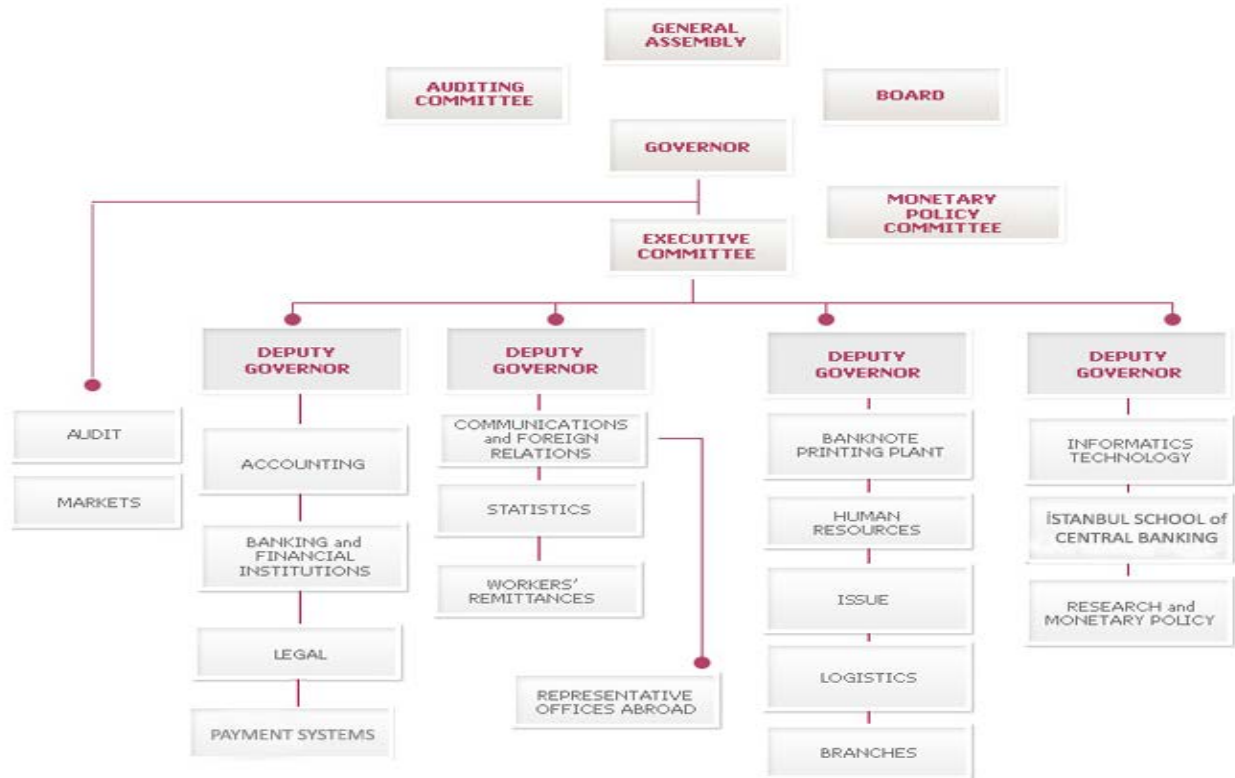 GENERAL
ASSEMBLY
AUDITING
COMMITTEE
BOARD
GOVERNOR
MONETARY
POLICY
COMMITTEE
EXECUTIVE
COMMITTEE
DEPUTY
GOVERNOR
DEPUTY
GOVERNOR
DEPUTY
GOVERNOR
DEPUTY
GOVERNOR
AUDIT
MARKETS
ACCOUNTING
BANKING and
FINANCIAL
INSTITUTIONS
LEGAL
PAYMENT SYSTEMS
COMMUNICATIONS
and FOREIGN
RELATIONS
STATISTICS
WORKERS'
REMITTANCES
REPRESENTATIVE
OFFICES ABROAD
BANKNOTE
PRINTING PLANT
HUMAN
RESOURCES
ISSUE
LOGISTICS
BRANCHES
INFORMATICS
TECHNOLOGY
İSTANBUL SCHOOL of
CENTRAL BANKING
RESEARCH and
MONETARY POLICY